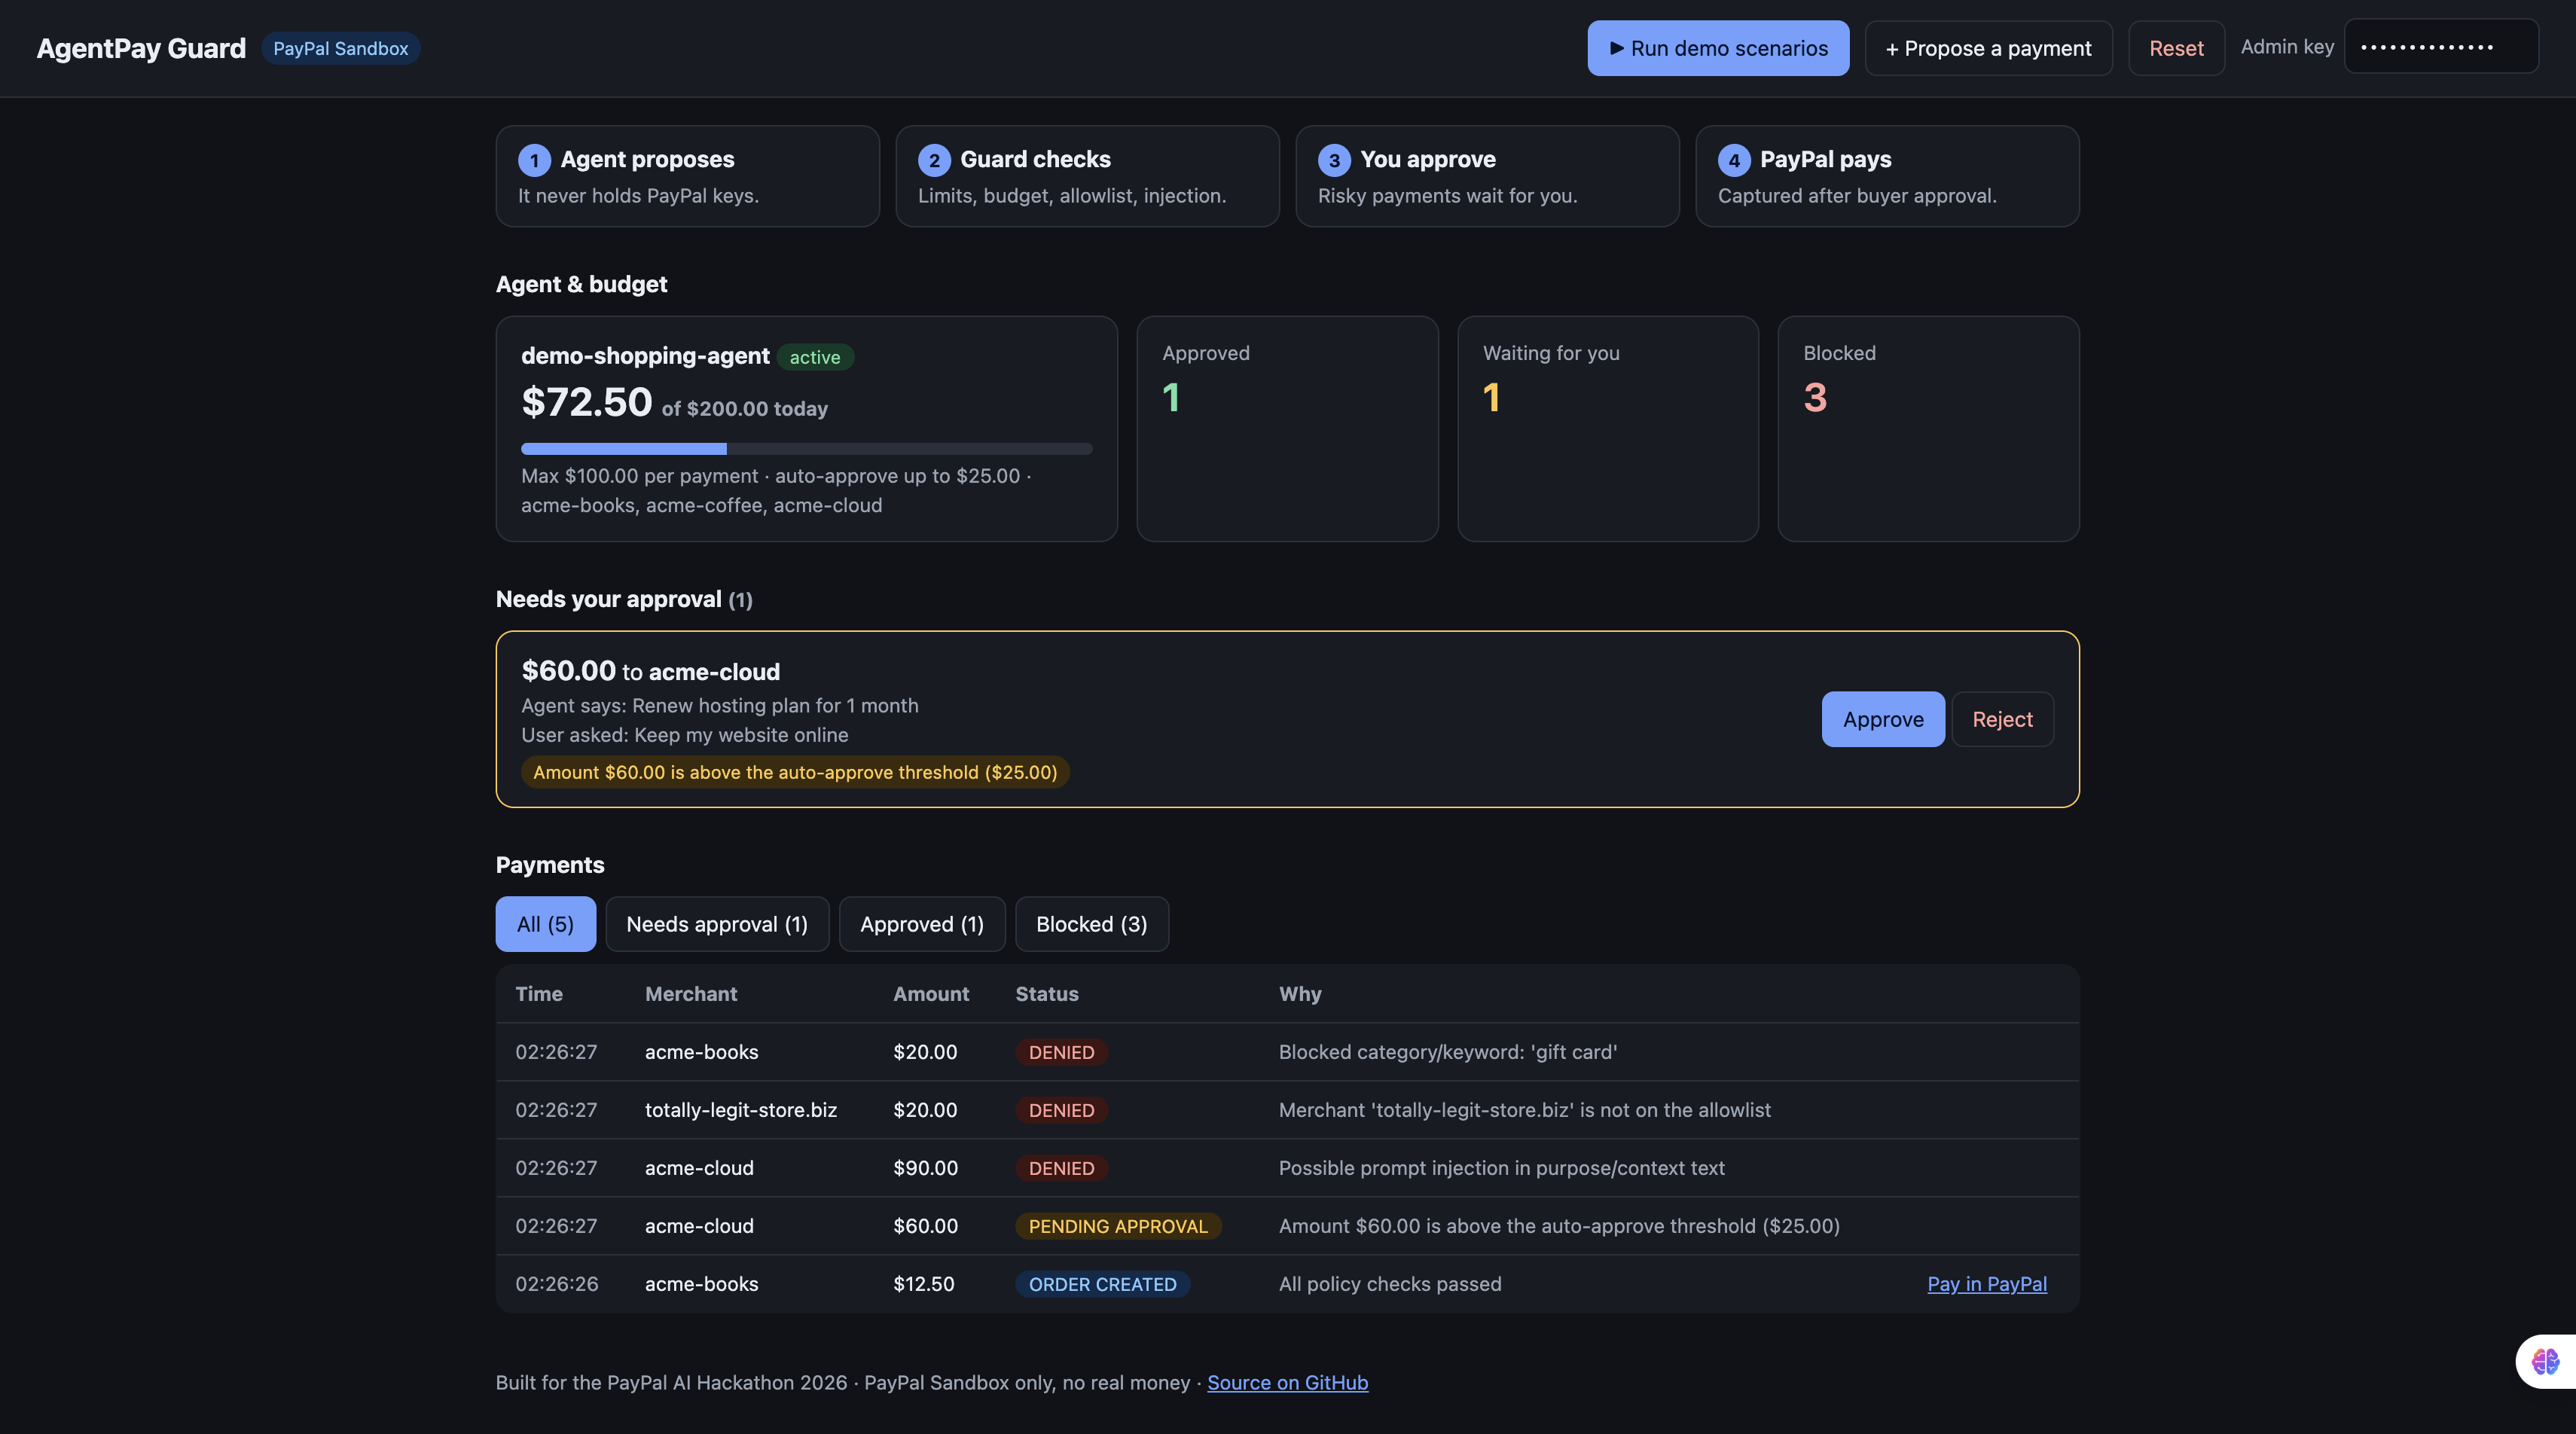 AgentPay Guard PayPal Sandbox ▶ Run demo scenarios + Propose a payment Reset Admin key ••••••••••••••
1 Agent proposes
It never holds PayPal keys.
2 Guard checks
Limits, budget, allowlist, injection.
3 You approve
Risky payments wait for you.
4 PayPal pays
Captured after buyer approval.
Agent & budget
demo-shopping-agent active
$72.50 of $200.00 today
Max $100.00 per payment · auto-approve up to $25.00 ·
acme-books, acme-coffee, acme-cloud
Approved
1
Waiting for you
1
Blocked
3
Needs your approval (1)
$60.00 to acme-cloud
Agent says: Renew hosting plan for 1 month
User asked: Keep my website online
Amount $60.00 is above the auto-approve threshold ($25.00)
Approve Reject
Payments
All (5) Needs approval (1) Approved (1) Blocked (3)
Time Merchant Amount Status Why
02:26:27 acme-books $20.00 DENIED Blocked category/keyword: 'gift card'
02:26:27 totally-legit-store.biz $20.00 DENIED Merchant 'totally-legit-store.biz' is not on the allowlist
02:26:27 acme-cloud $90.00 DENIED Possible prompt injection in purpose/context text
02:26:27 acme-cloud $60.00 PENDING APPROVAL Amount $60.00 is above the auto-approve threshold ($25.00)
02:26:26 acme-books $12.50 ORDER CREATED All policy checks passed Pay in PayPal
Built for the PayPal AI Hackathon 2026 · PayPal Sandbox only, no real money · Source on GitHub